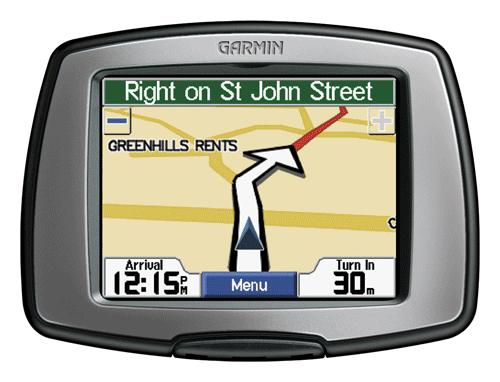 GARMIN
Right on St John Street
GREENHILLS RENTS
Arrival
12:15PM
Menu
Turn In
30m